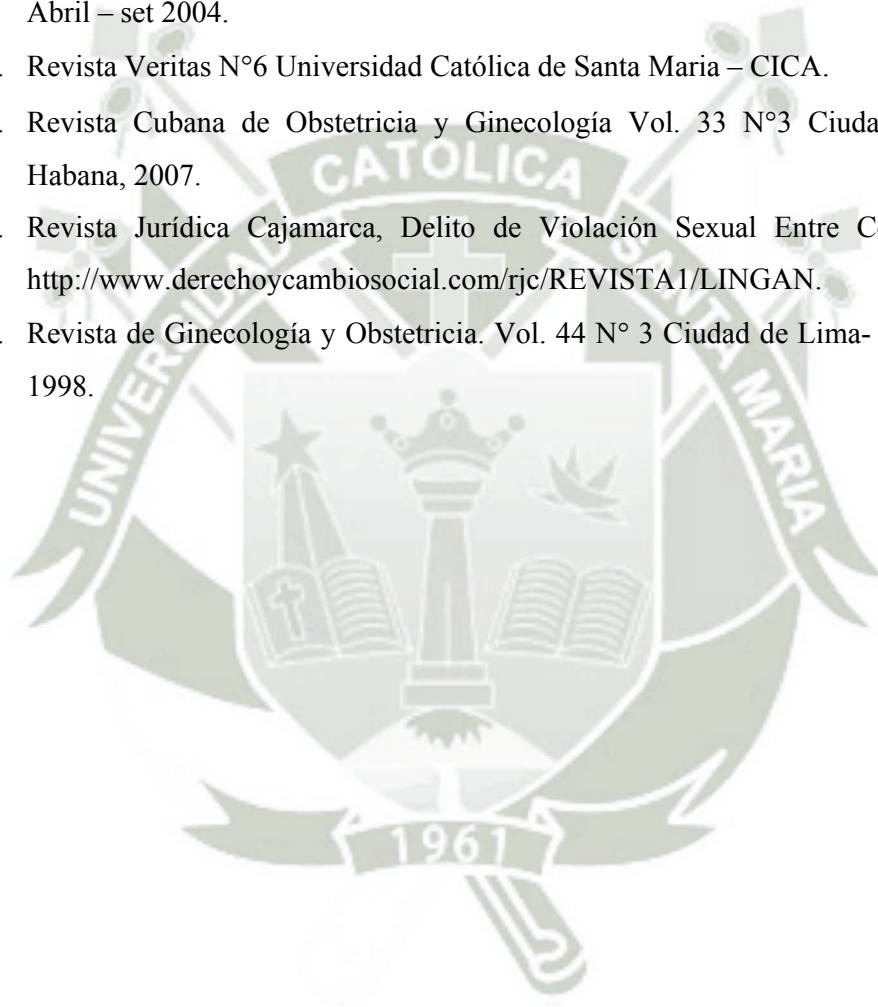 Abril – set 2004.
. Revista Veritas N°6 Universidad Católica de Santa Maria – CICA.
. Revista Cubana de Obstetricia y Ginecología Vol. 33 N°3
Habana, 2007.
. Revista Jurídica Cajamarca, Delito de Violación Sexual Entre
http://www.derechoycambiosocial.com/rjc/REVISTA1/LINGAN.
. Revista de Ginecología y Obstetricia. Vol. 44 N° 3 Ciudad de Lima-
1998.
UNIVERSIDAD CATOLICA SANTA MARIA
1961